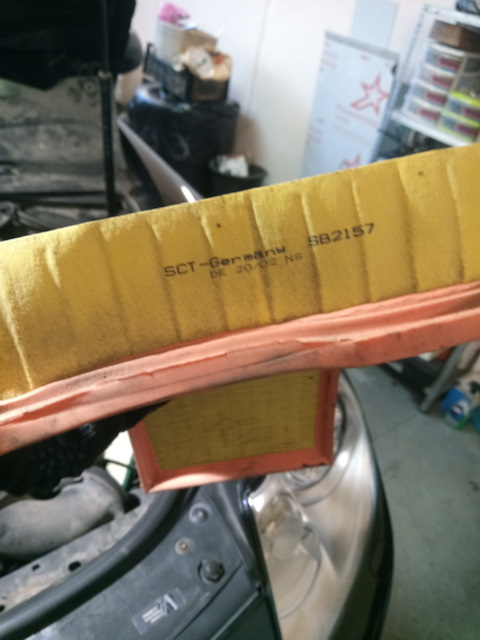 SCT-Germany SB2157
DE 20/02 NS